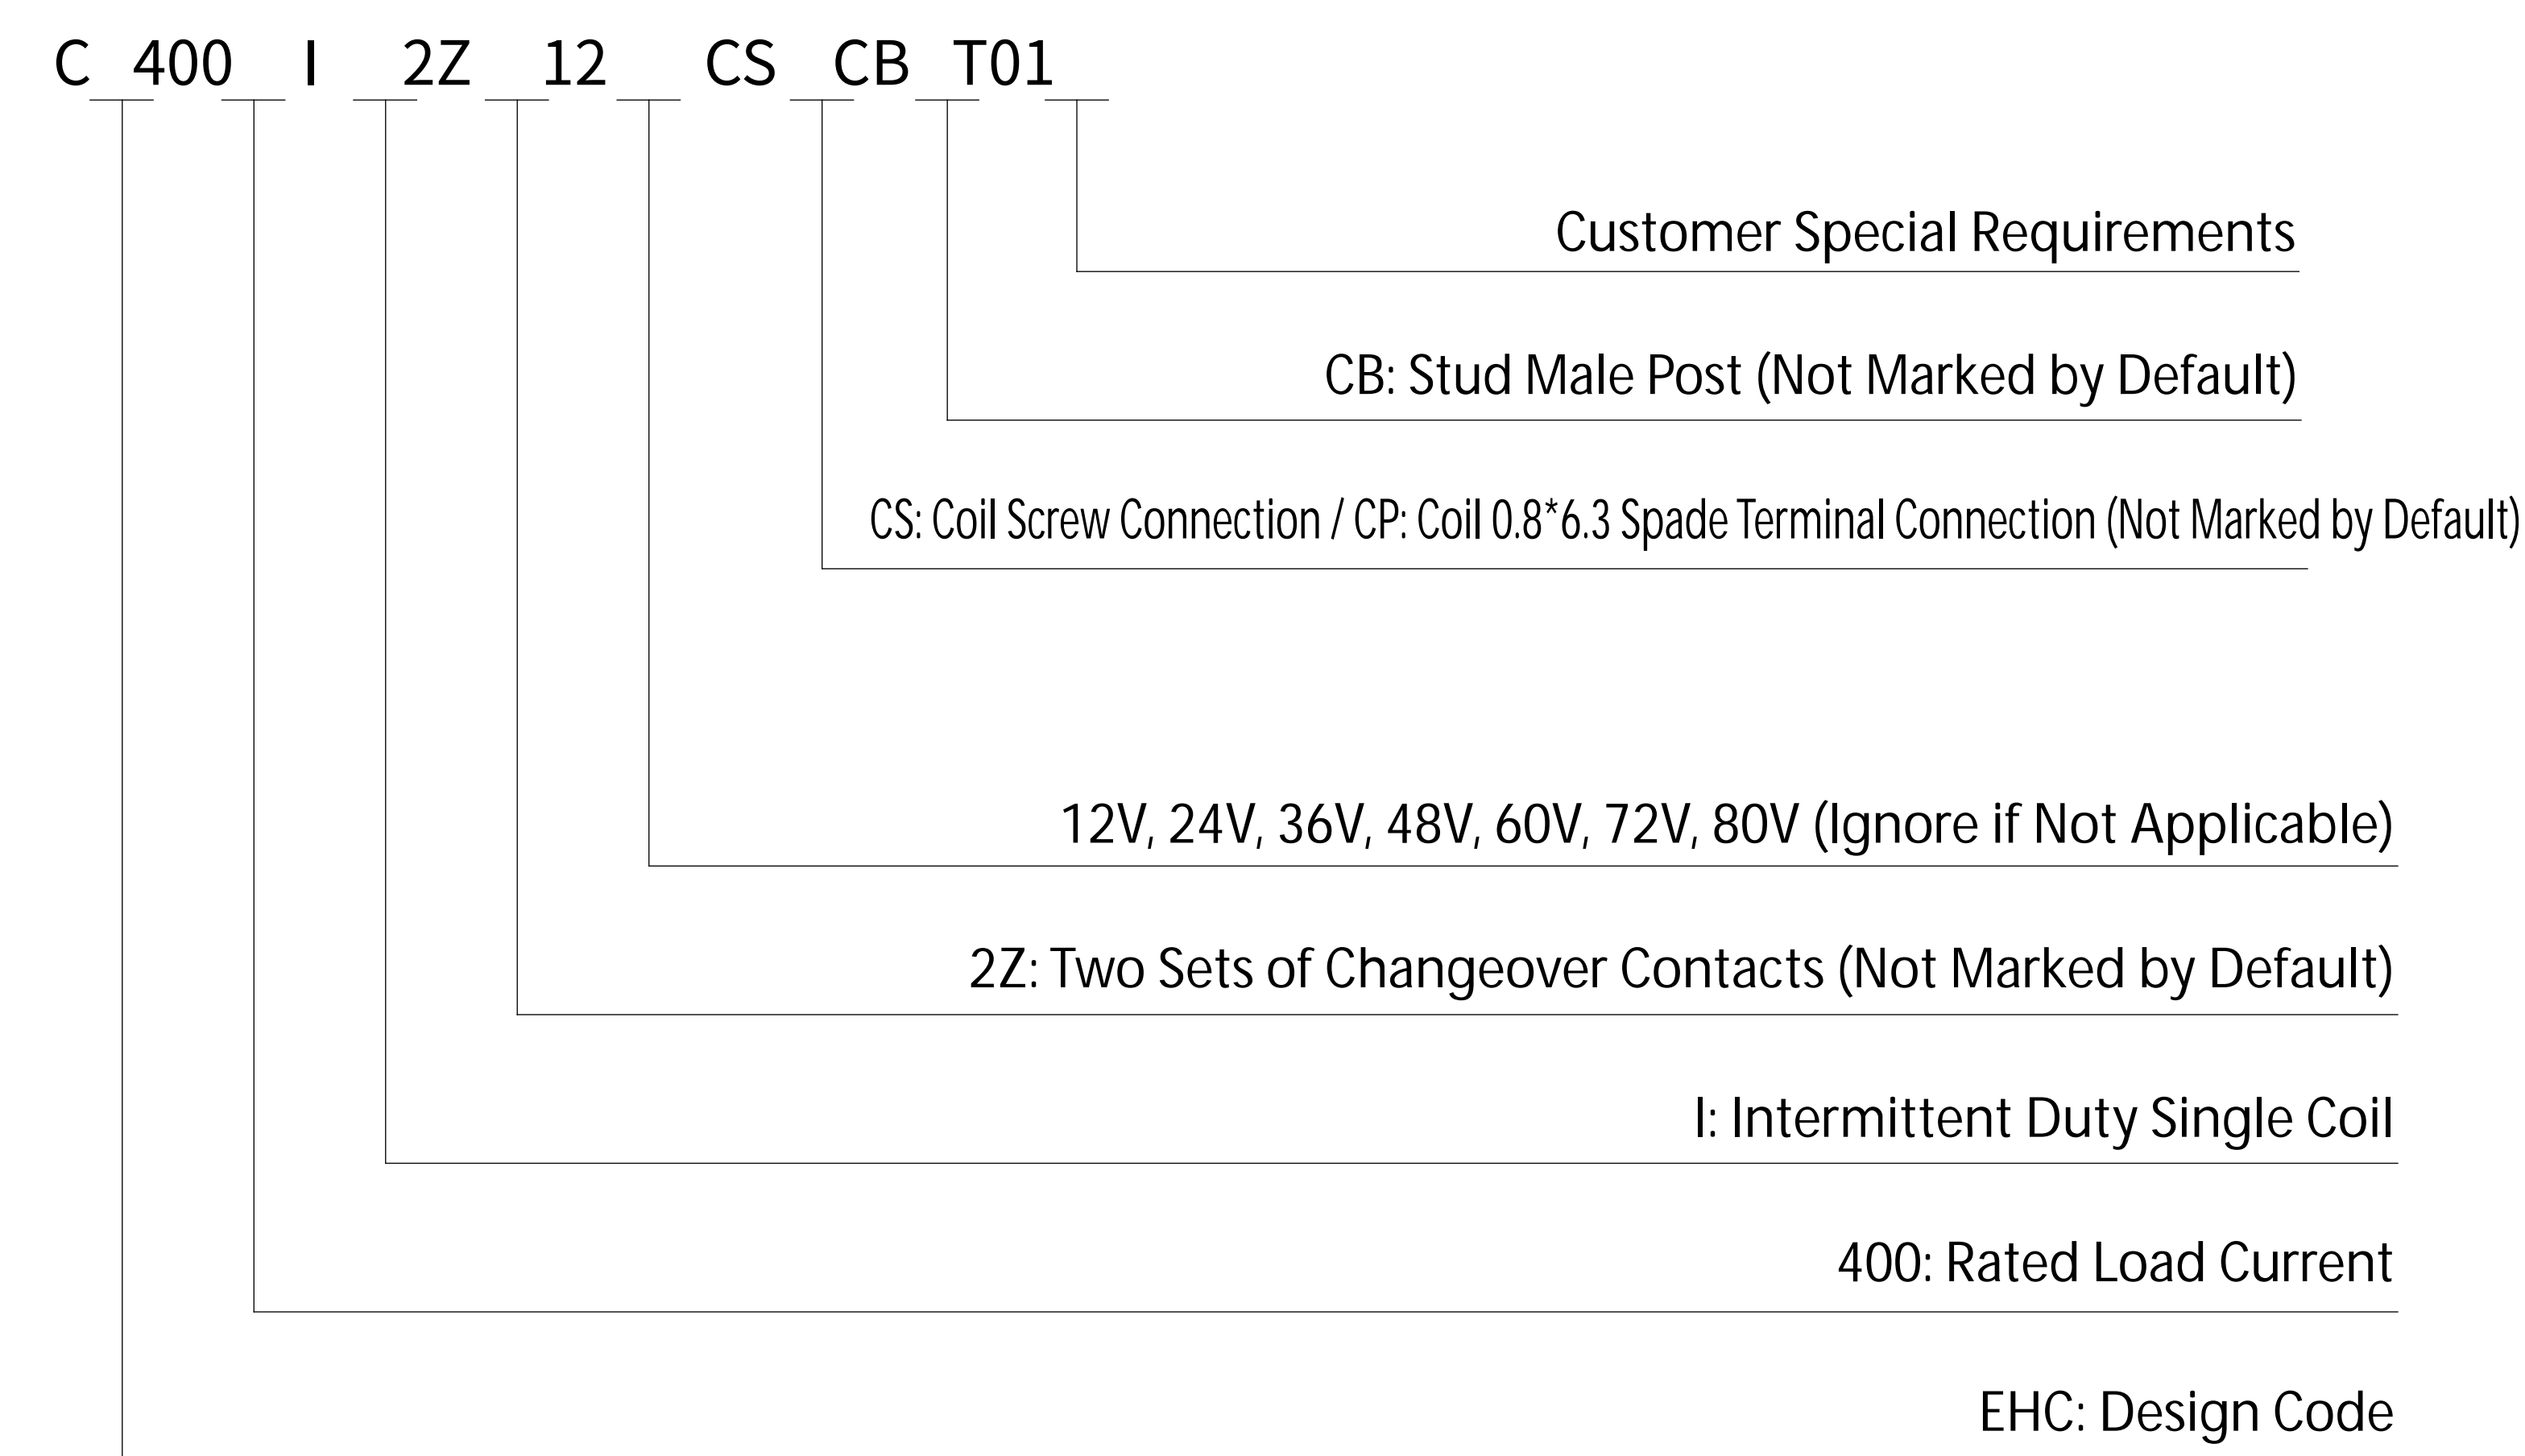 C 400 I 2Z 12 CS CB T01
Customer Special Requirements
CB: Stud Male Post (Not Marked by Default)
CS: Coil Screw Connection / CP: Coil 0.8*6.3 Spade Terminal Connection (Not Marked by Default)
12V, 24V, 36V, 48V, 60V, 72V, 80V (Ignore if Not Applicable)
2Z: Two Sets of Changeover Contacts (Not Marked by Default)
I: Intermittent Duty Single Coil
400: Rated Load Current
EHC: Design Code